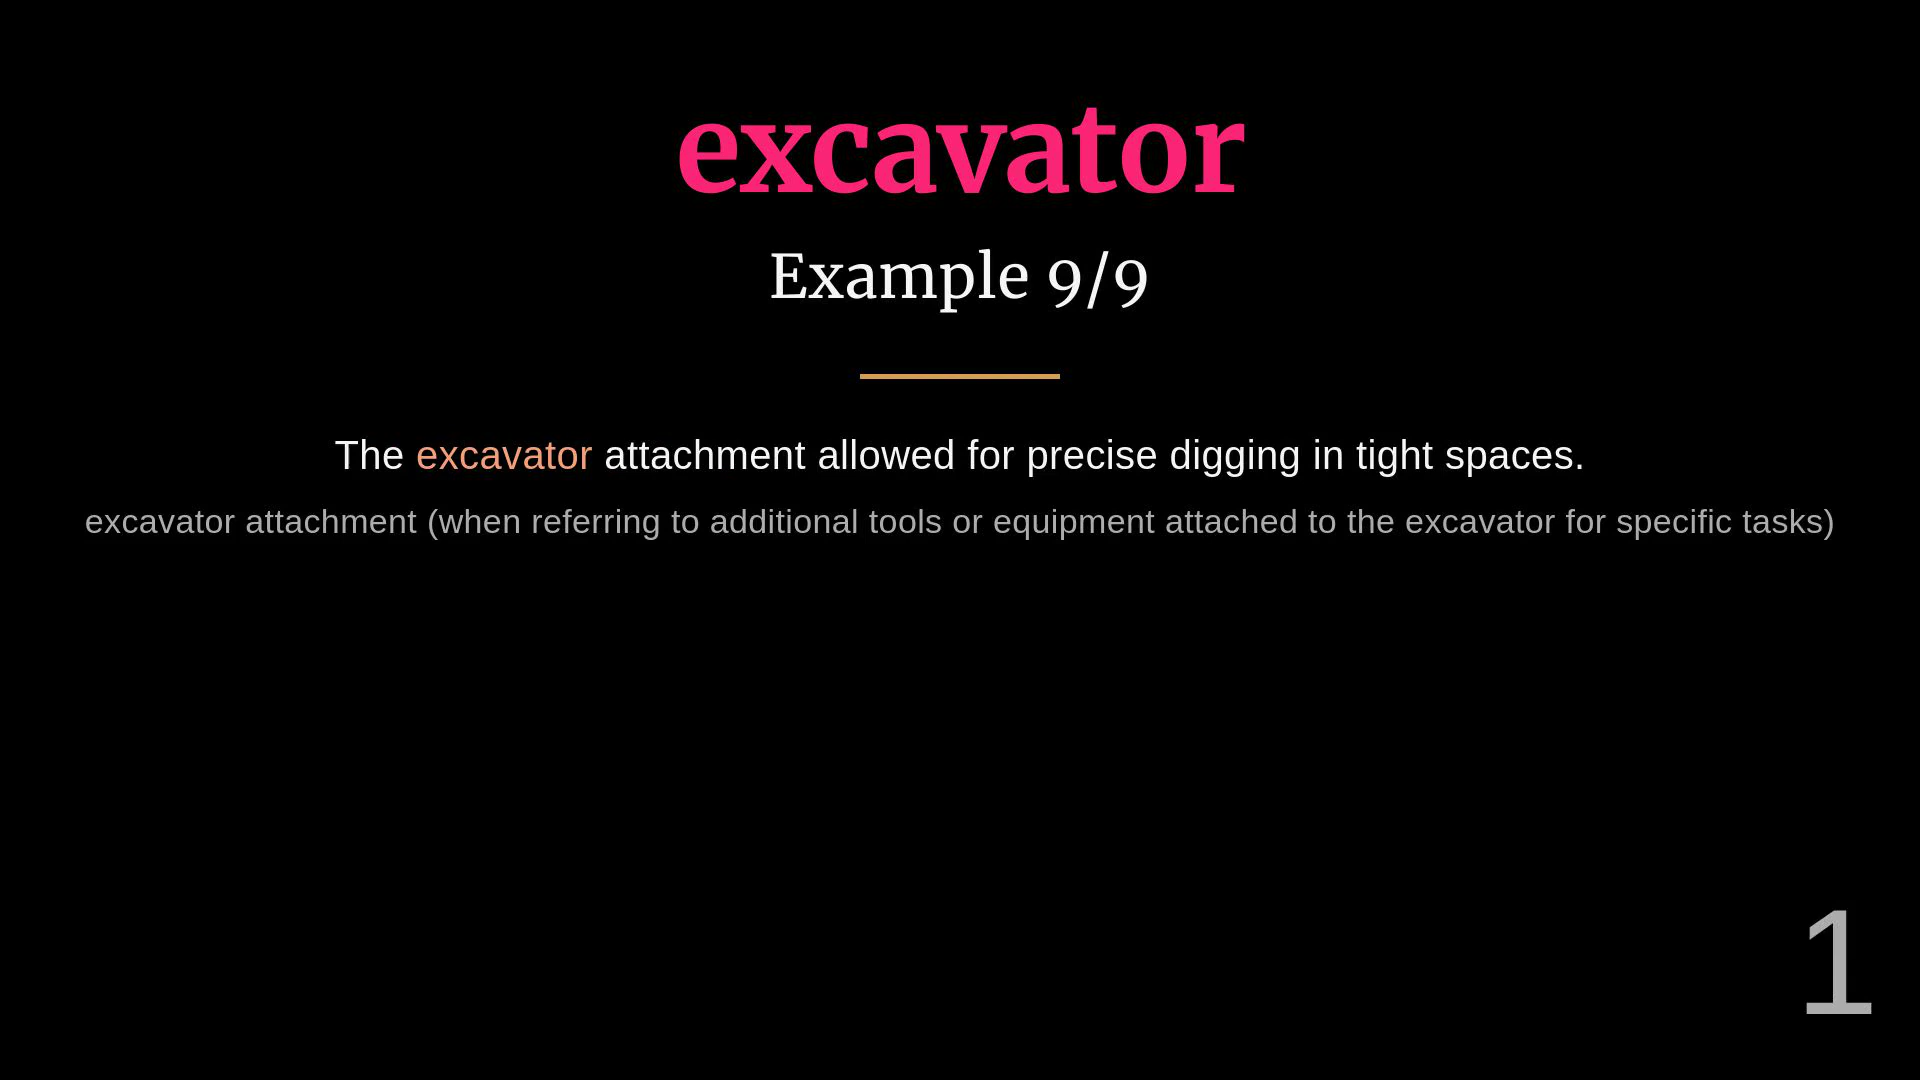 excavator
Example 9/9
The excavator attachment allowed for precise digging in tight spaces.
excavator attachment (when referring to additional tools or equipment attached to the excavator for specific tasks)
1